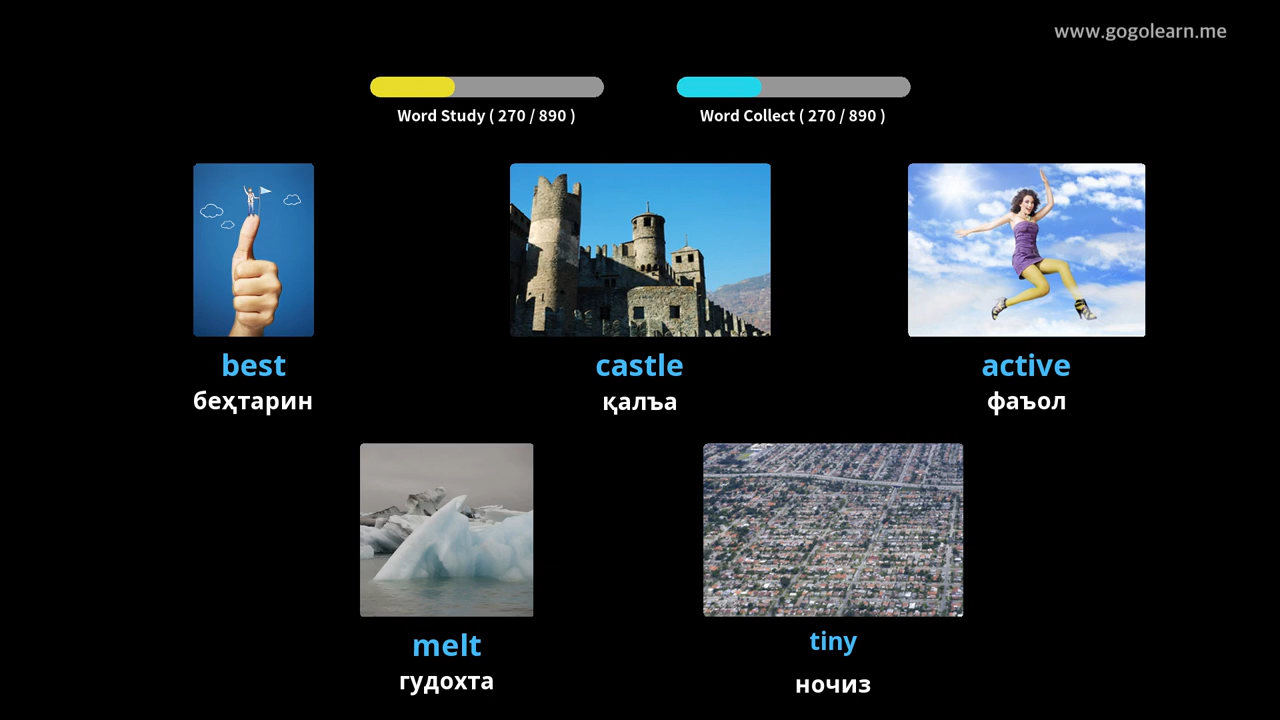 www.gogolearn.me
Word Study ( 270 / 890 )
Word Collect ( 270 / 890 )
best
беҳтарин
castle
қалъа
active
фаъол
melt
гудохта
tiny
ночиз